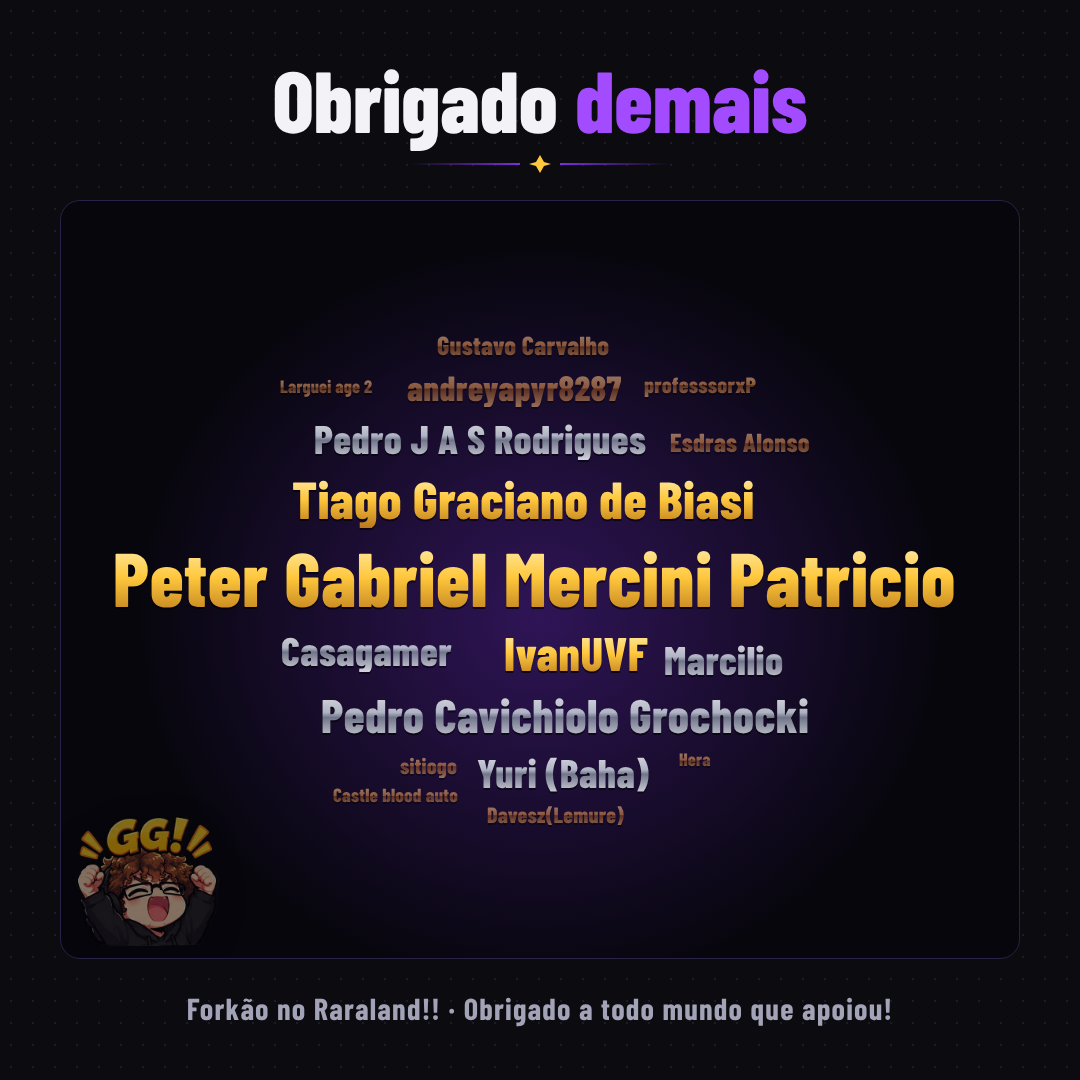 Obrigado demais
Gustavo Carvalho
Larguei age 2 andreyapyr8287 professsorxP
Pedro J A S Rodrigues Esdras Alonso
Tiago Graciano de Biasi
Peter Gabriel Mercini Patricio
Casagamer IvanUVF Marcilio
Pedro Cavichiolo Grochocki
sitiogo Yuri (Baha) Hera
Castle blood auto
Davesz(Lemure)
GG!
Forkão no Raraland!! · Obrigado a todo mundo que apoiou!